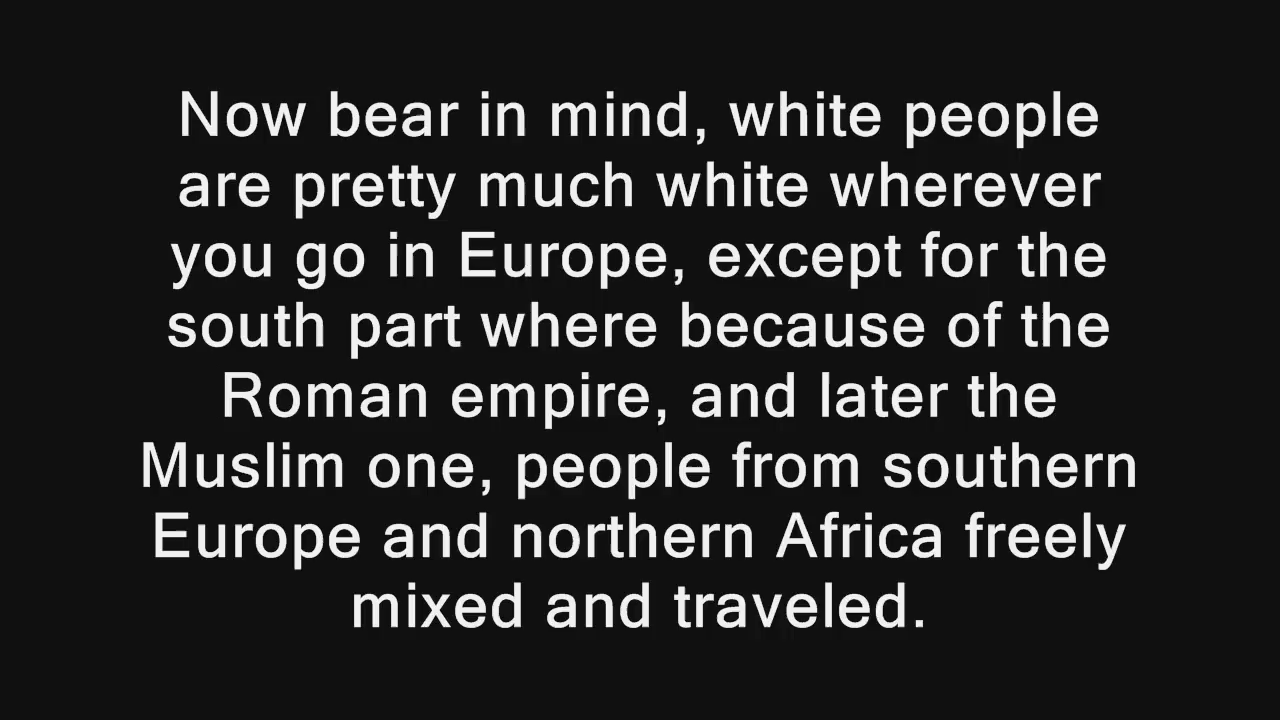 Now bear in mind, white people
are pretty much white wherever
you go in Europe, except for the
south part where because of the
Roman empire, and later the
Muslim one, people from southern
Europe and northern Africa freely
mixed and traveled.